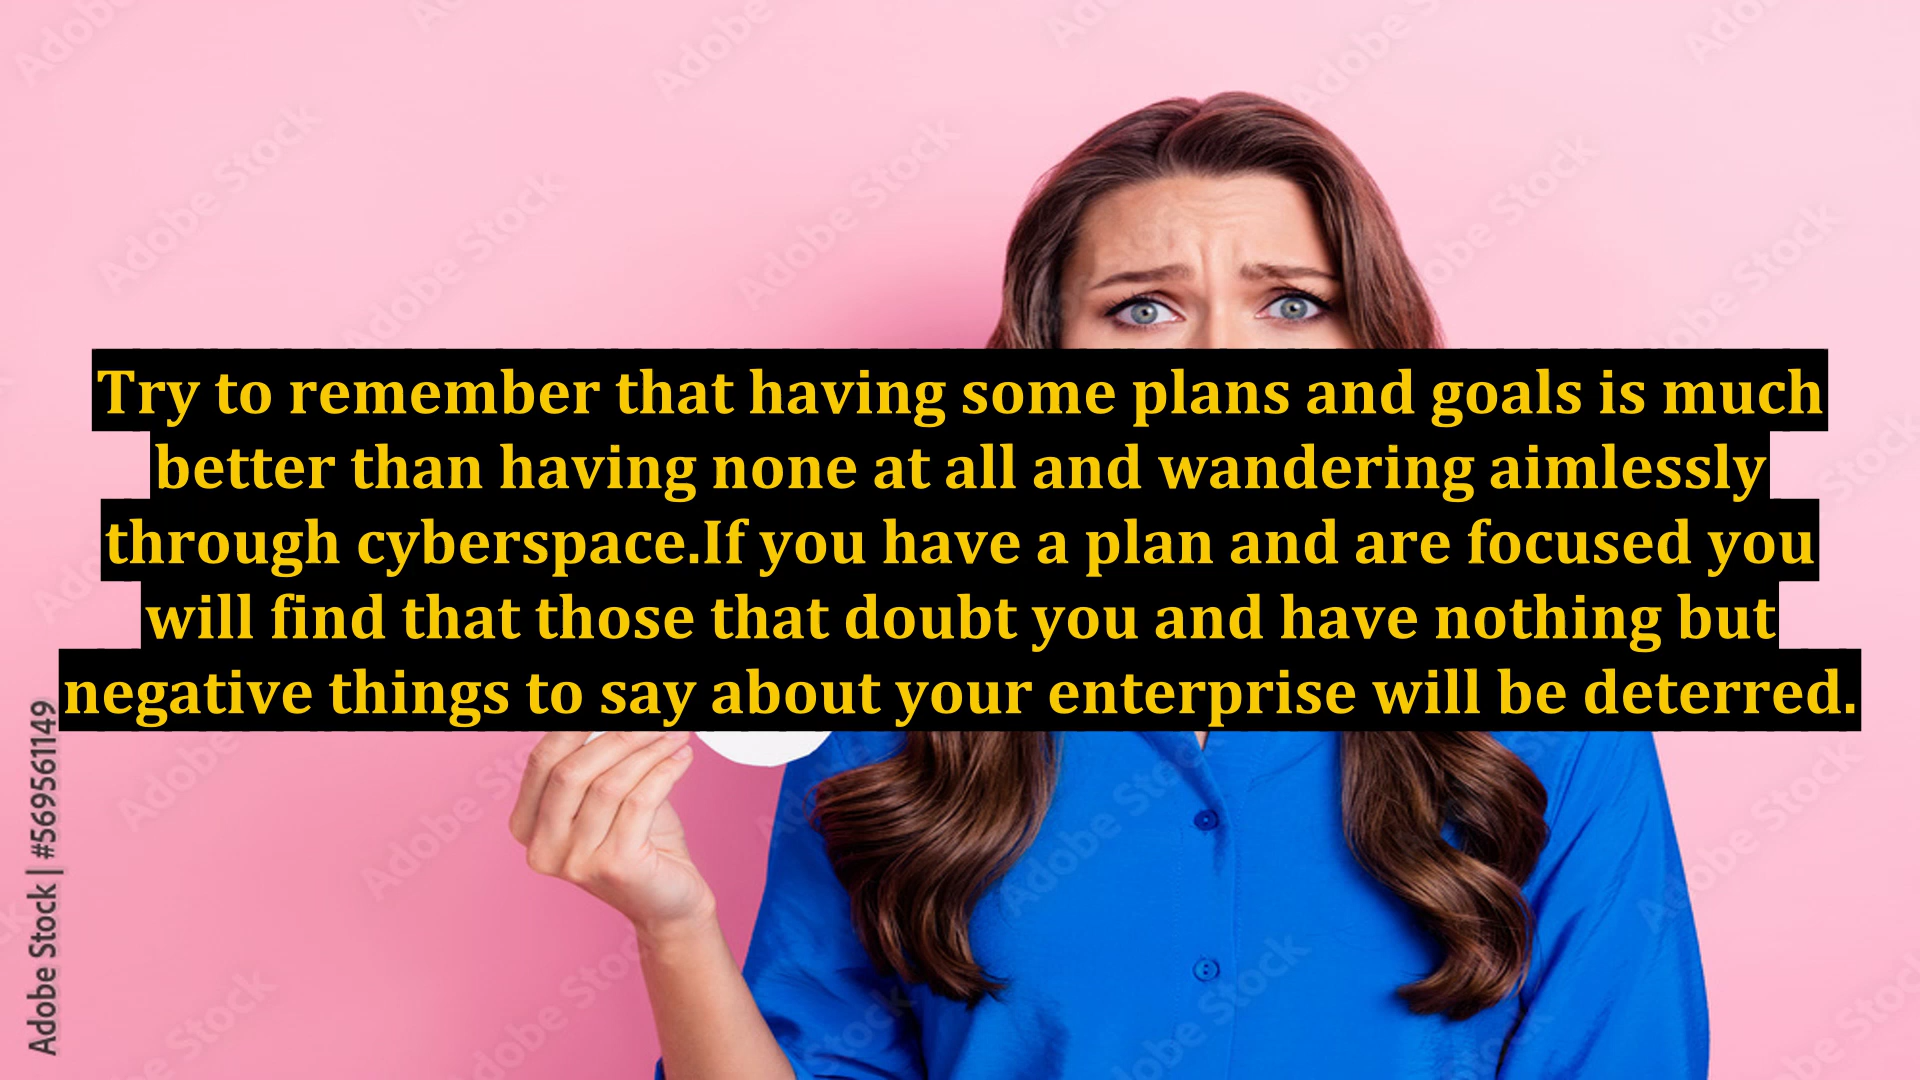 Try to remember that having some plans and goals is much
better than having none at all and wandering aimlessly
through cyberspace.If you have a plan and are focused you
will find that those that doubt you and have nothing but
negative things to say about your enterprise will be deterred.
Adobe Stock | #569561149
Adobe Stock